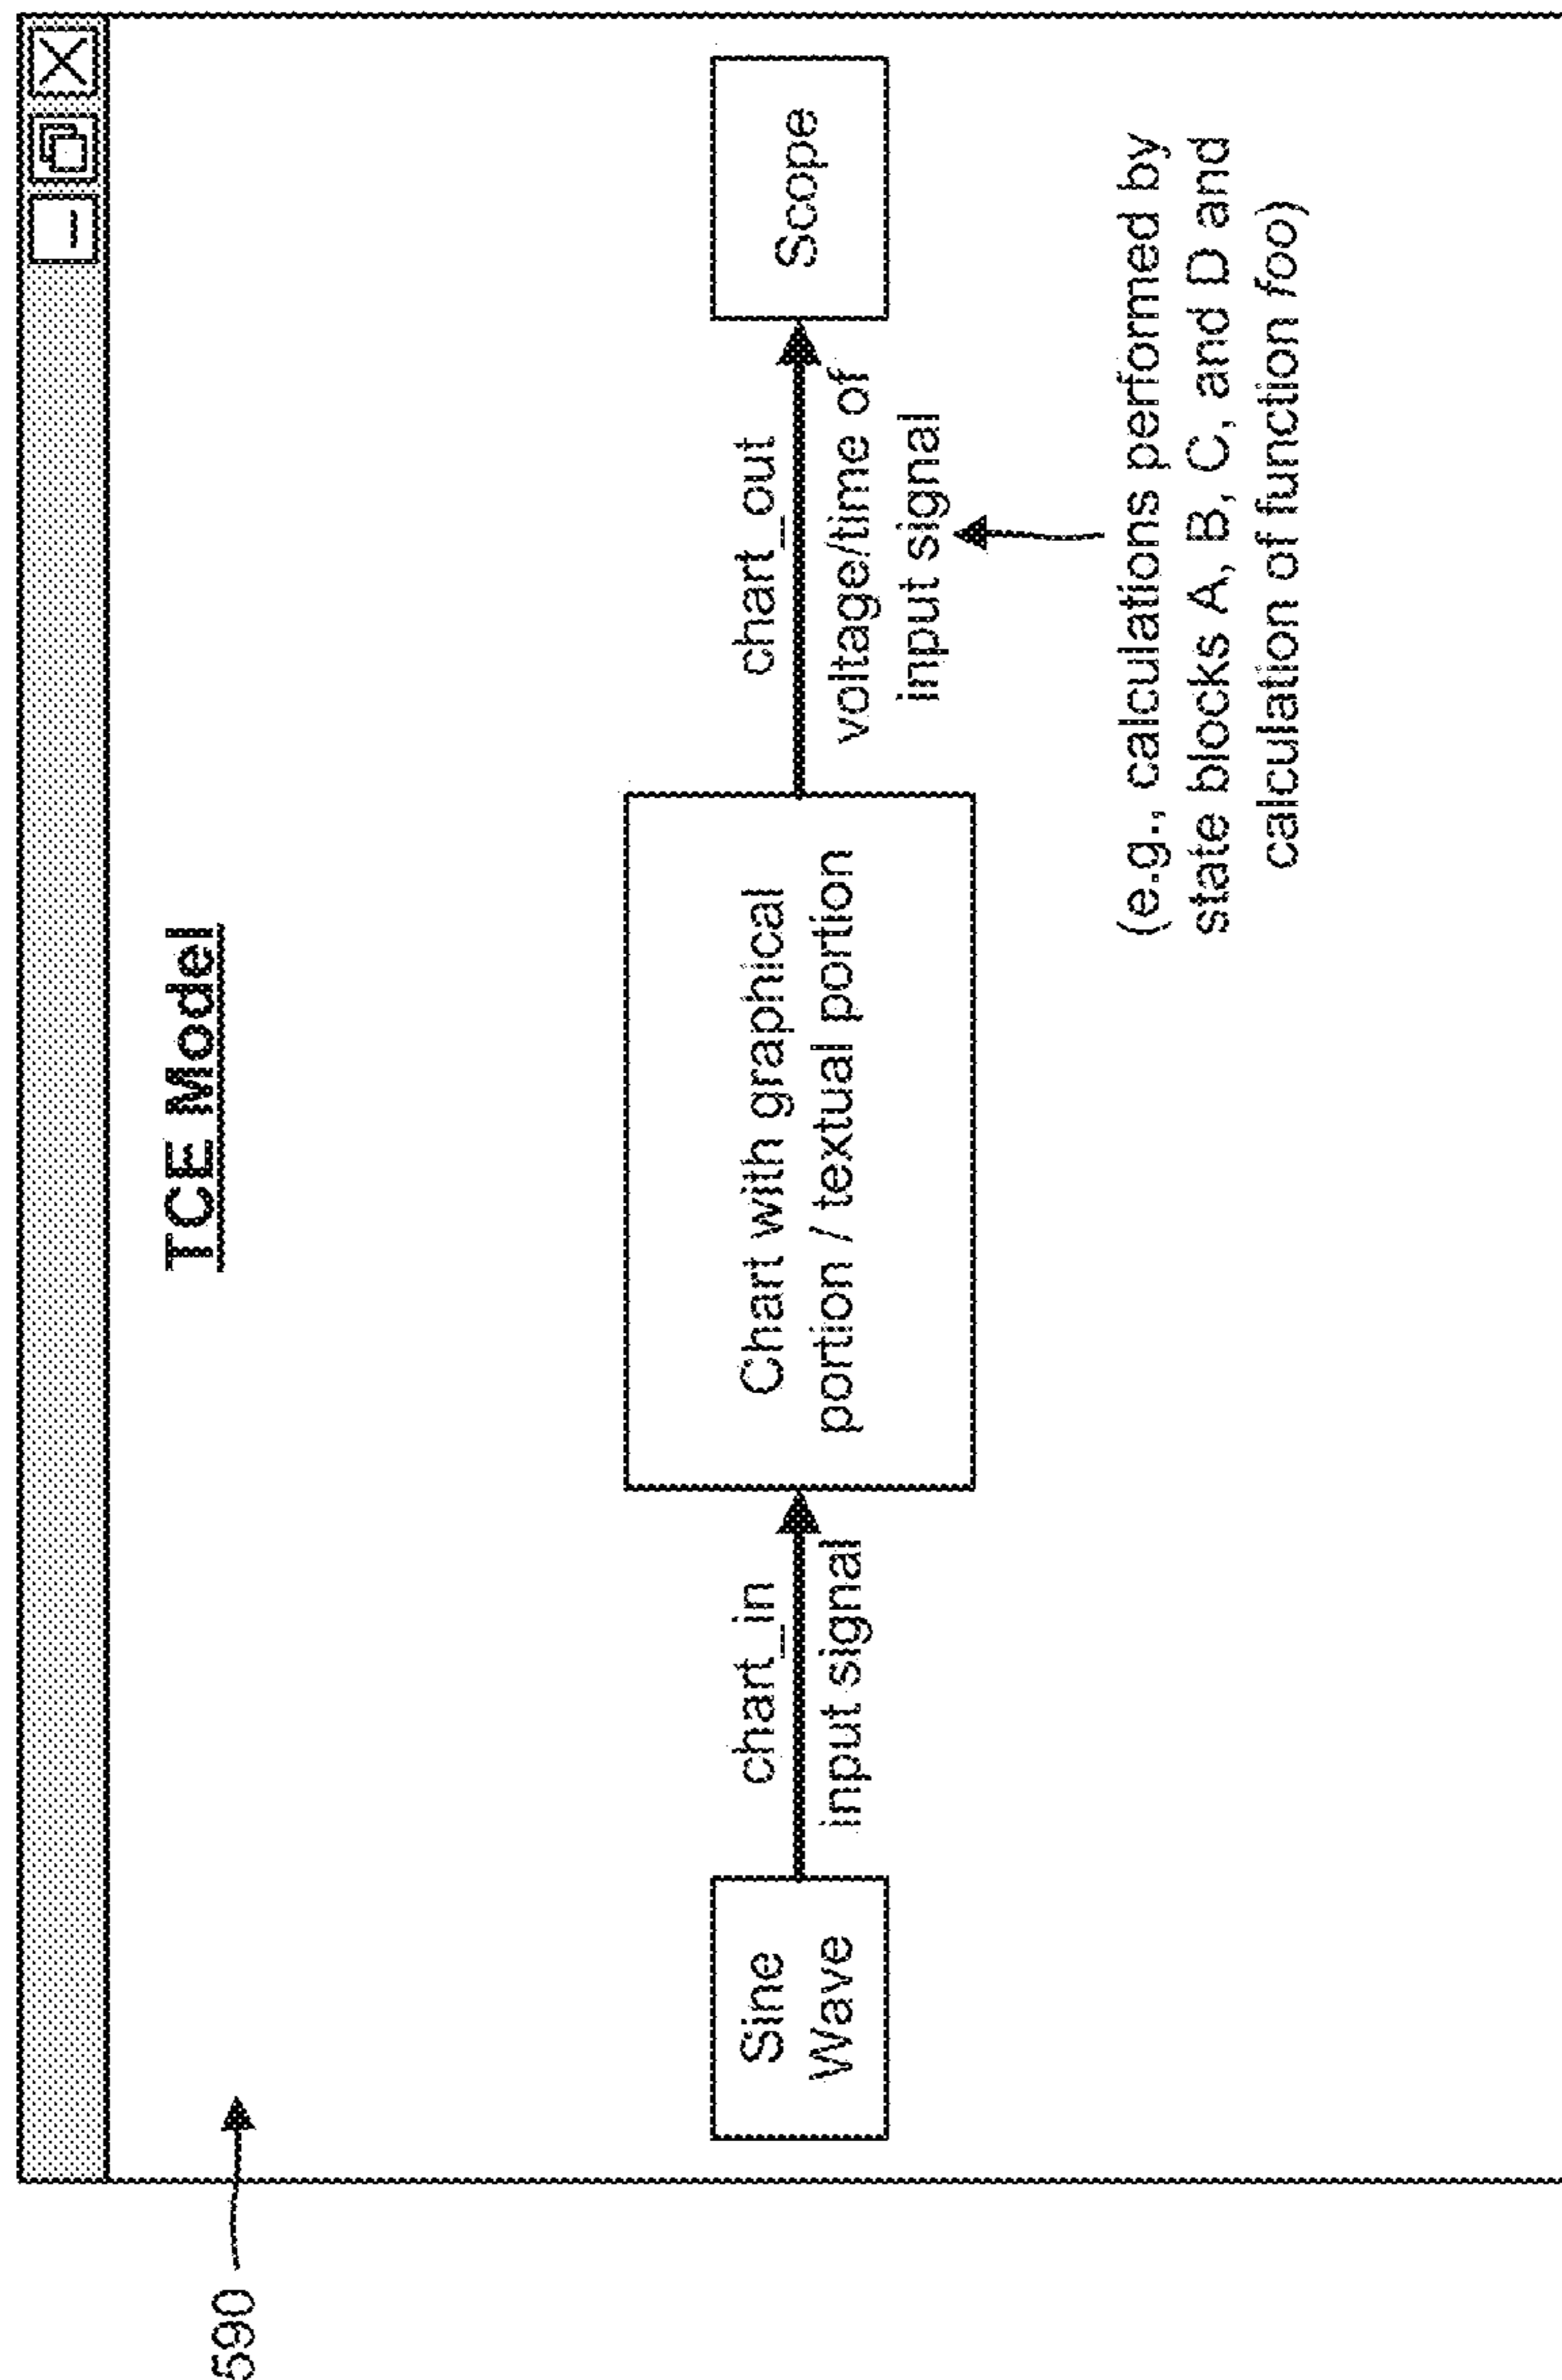 590
TCE Model
Sine
Wave
chart_in
input signal
Chart with graphical
portion / textual portion
chart_out
voltage/time of
input signal
Scope
(e.g., calculations performed by
state blocks A, B, C, and D and
calculation of function foo)